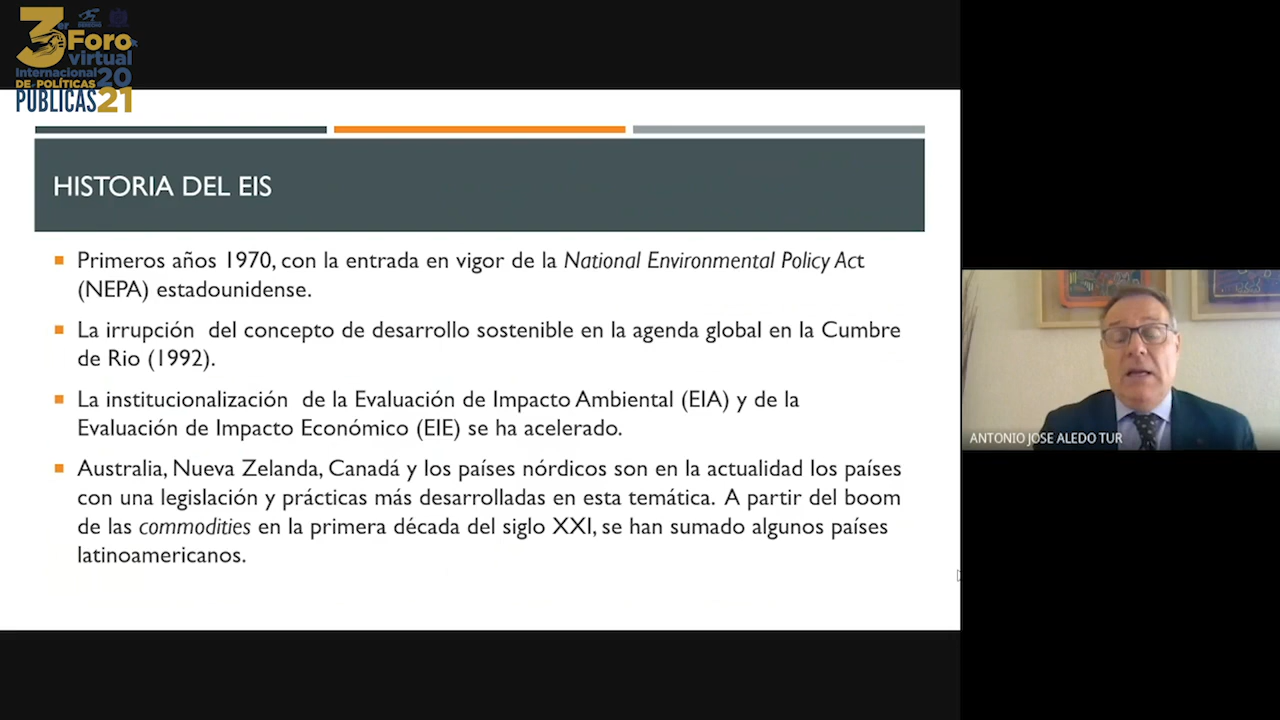 3er Foro
virtual
Internacional 20
DE POLÍTICAS
PÚBLICAS 21
HISTORIA DEL EIS
Primeros años 1970, con la entrada en vigor de la National Environmental Policy Act
(NEPA) estadounidense.
La irrupción del concepto de desarrollo sostenible en la agenda global en la Cumbre
de Rio (1992).
La institucionalización de la Evaluación de Impacto Ambiental (EIA) y de la
Evaluación de Impacto Económico (EIE) se ha acelerado.
Australia, Nueva Zelanda, Canadá y los países nórdicos son en la actualidad los países
con una legislación y prácticas más desarrolladas en esta temática. A partir del boom
de las commodities en la primera década del siglo XXI, se han sumado algunos países
latinoamericanos.
ANTONIO JOSE ALEDO TUR